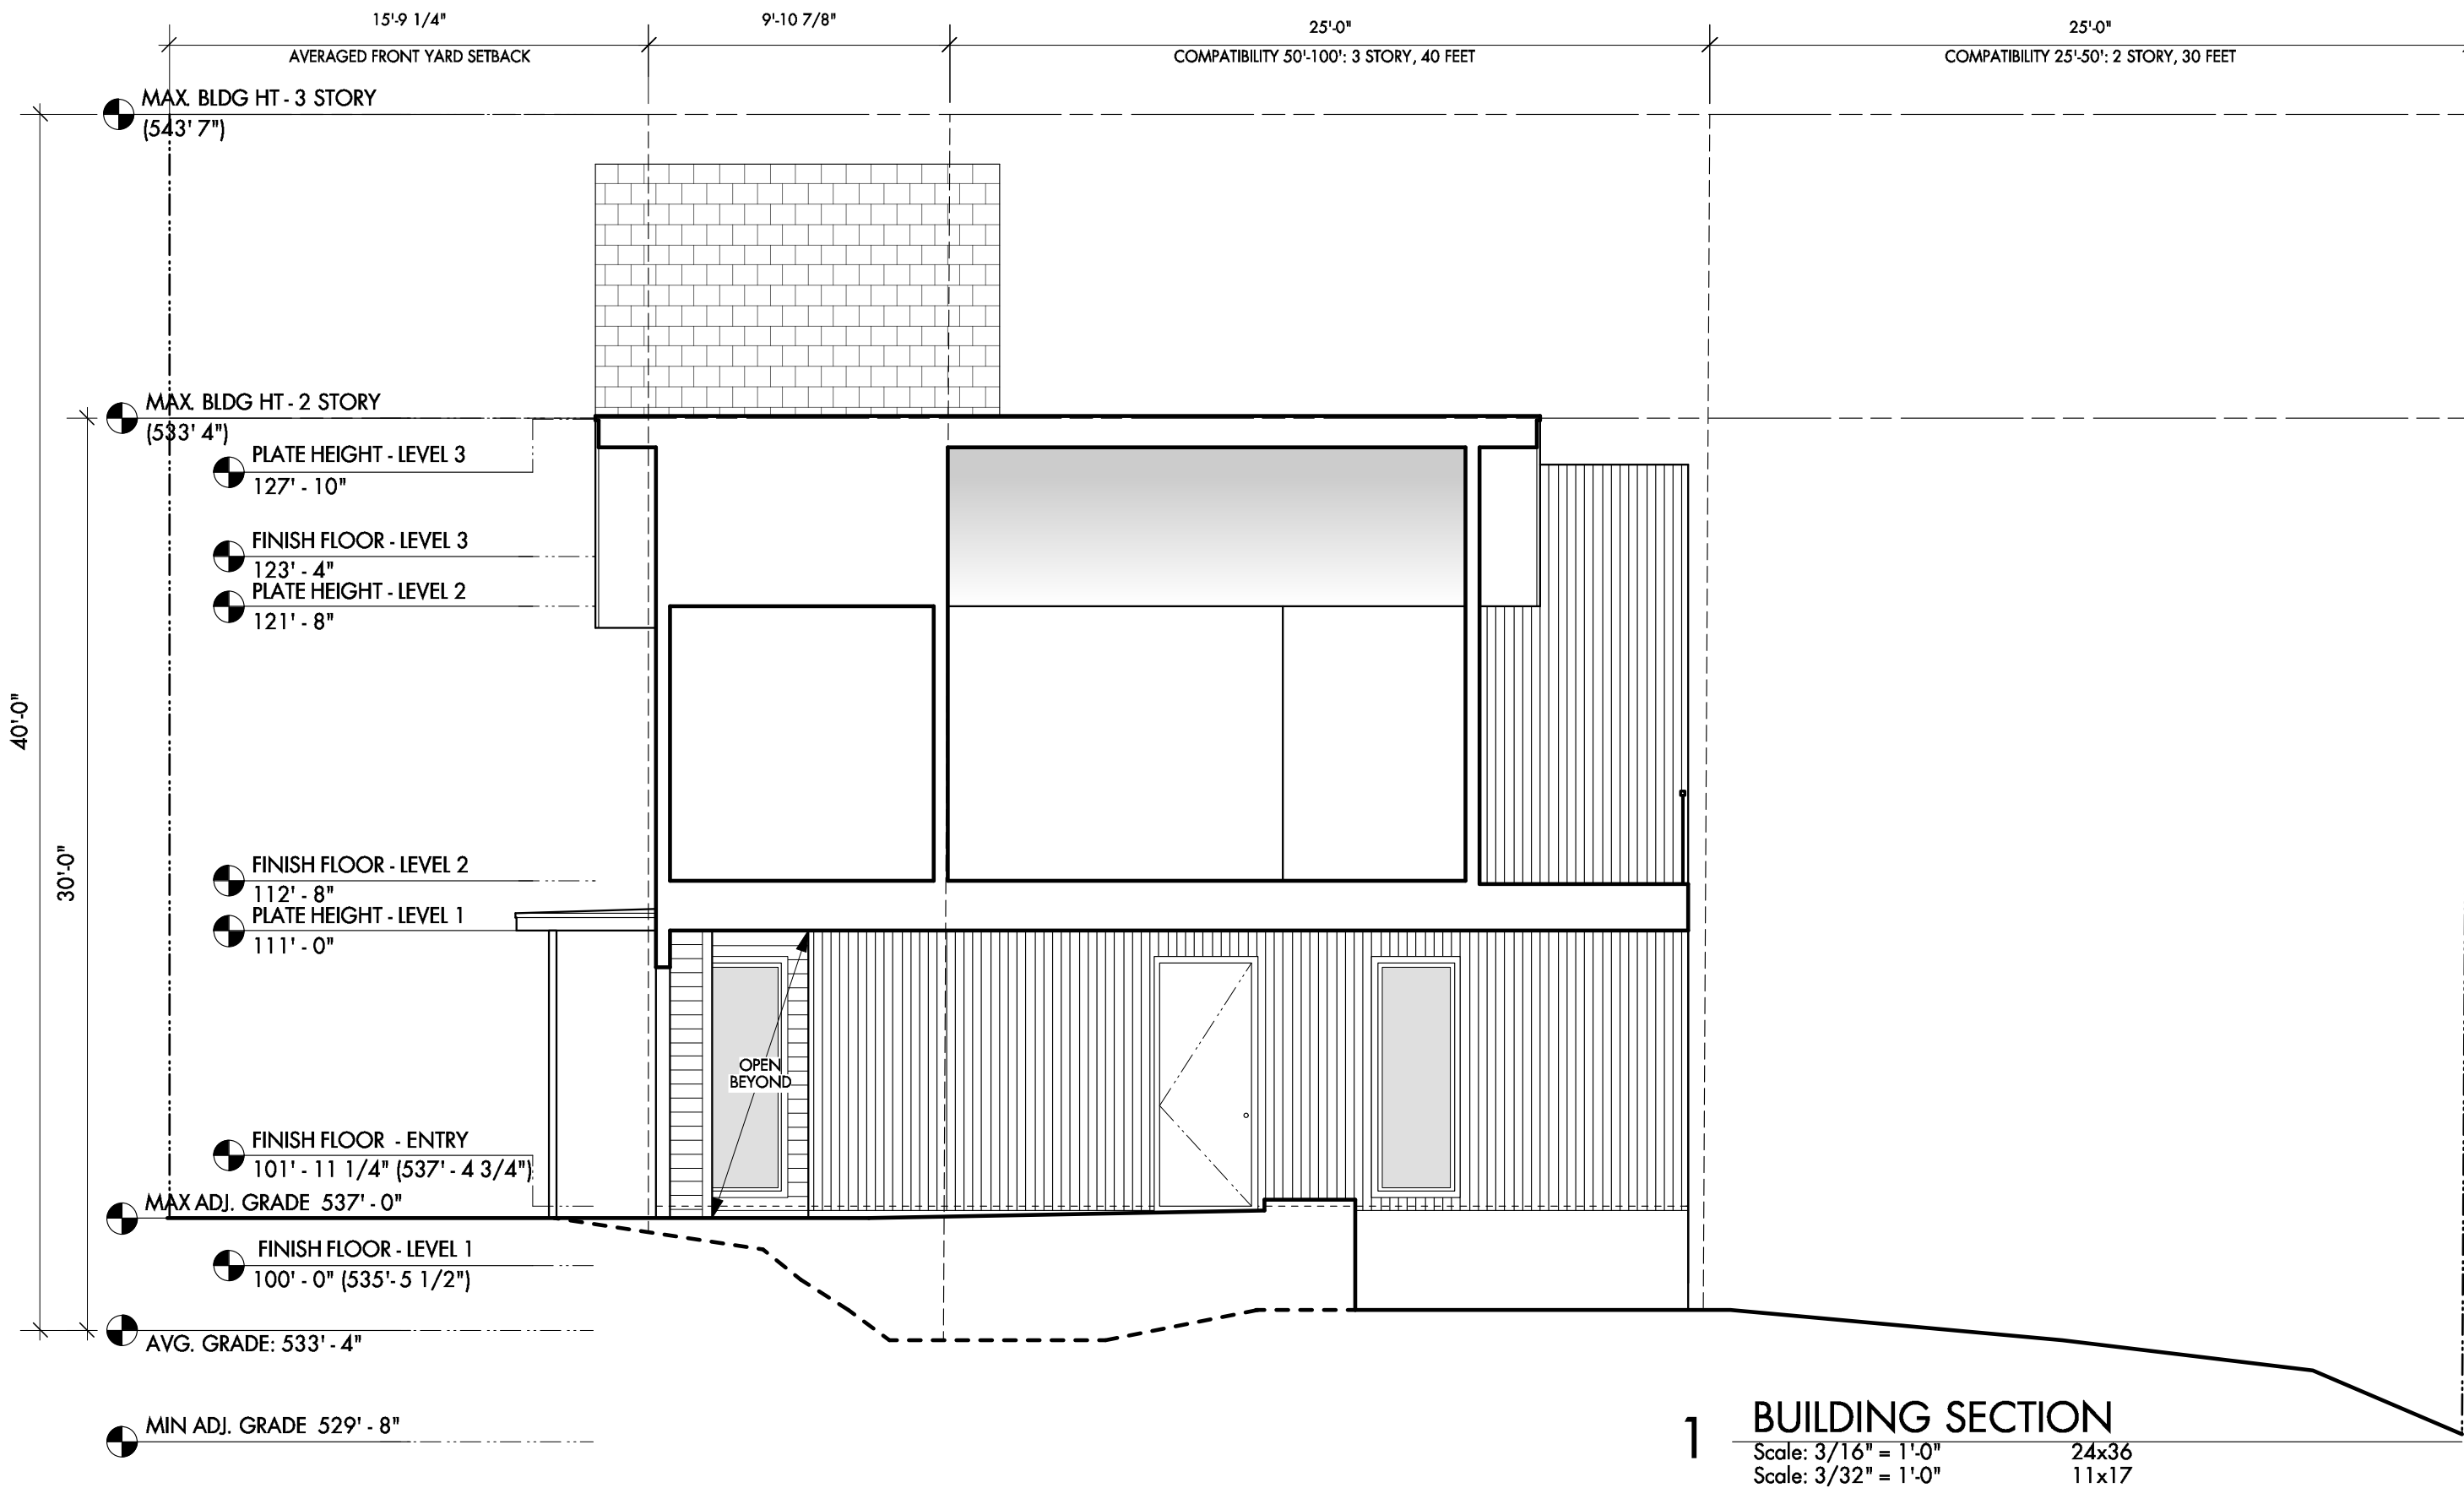 15'-9 1/4"
9'-10 7/8"
25'-0"
25'-0"
AVERAGED FRONT YARD SETBACK
COMPATIBILITY 50'-100': 3 STORY, 40 FEET
COMPATIBILITY 25'-50': 2 STORY, 30 FEET
MAX. BLDG HT - 3 STORY
(543' 7")
MAX. BLDG HT - 2 STORY
(533' 4")
PLATE HEIGHT - LEVEL 3
127' - 10"
FINISH FLOOR - LEVEL 3
123' - 4"
PLATE HEIGHT - LEVEL 2
121' - 8"
40'-0"
30'-0"
FINISH FLOOR - LEVEL 2
112' - 8"
PLATE HEIGHT - LEVEL 1
111' - 0"
OPEN
BEYOND
FINISH FLOOR - ENTRY
101' - 11 1/4" (537' - 4 3/4")
MAX ADJ. GRADE 537' - 0"
FINISH FLOOR - LEVEL 1
100' - 0" (535'- 5 1/2")
AVG. GRADE: 533' - 4"
MIN ADJ. GRADE 529' - 8"
1 BUILDING SECTION
Scale: 3/16" = 1'-0" 24x36
Scale: 3/32" = 1'-0" 11x17